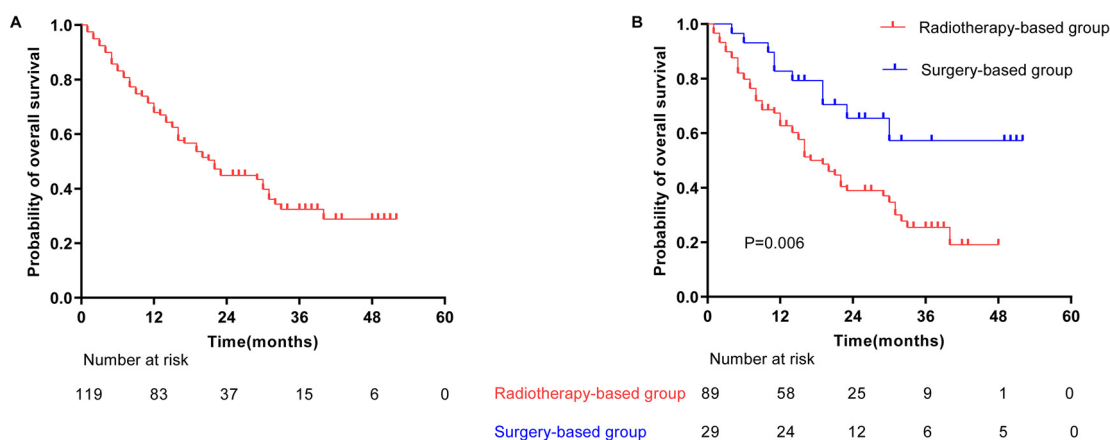 A
Probability of overall survival
1.0
0.8
0.6
0.4
0.2
0.0
0 12 24 36 48 60
Time(months)
Number at risk
119 83 37 15 6 0
B
Probability of overall survival
1.0
0.8
0.6
0.4
0.2
0.0
Radiotherapy-based group
Surgery-based group
P=0.006
0 12 24 36 48 60
Time(months)
Number at risk
Radiotherapy-based group 89 58 25 9 1 0
Surgery-based group 29 24 12 6 5 0